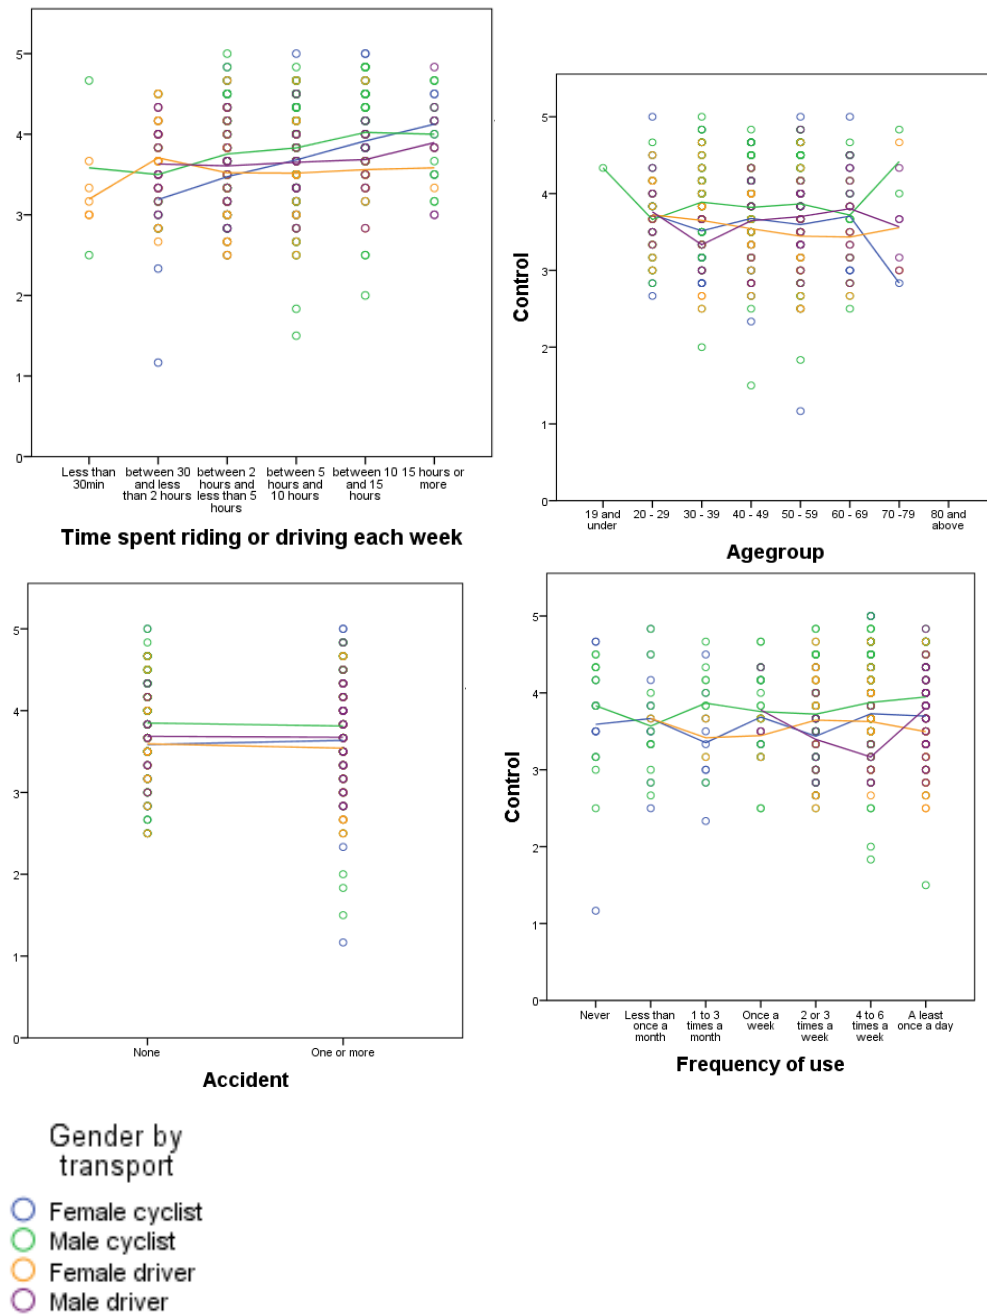 5
4
3
2
1
0
Less than
30min
between 30
and less
than 2 hours
between 2
hours and
less than 5
hours
between 5
hours and
10 hours
between 10
and 15
hours
15 hours or
more
Time spent riding or driving each week
Control
5
4
3
2
1
0
19 and
under
20 - 29
30 - 39
40 - 49
50 - 59
60 - 69
70 -79
80 and
above
Agegroup
5
4
3
2
1
0
None
One or more
Accident
Control
5
4
3
2
1
0
Never
Less than
once a
month
1 to 3
times a
month
Once a
week
2 or 3
times a
week
4 to 6
times a
week
A least
once a day
Frequency of use
Gender by
transport
Female cyclist
Male cyclist
Female driver
Male driver